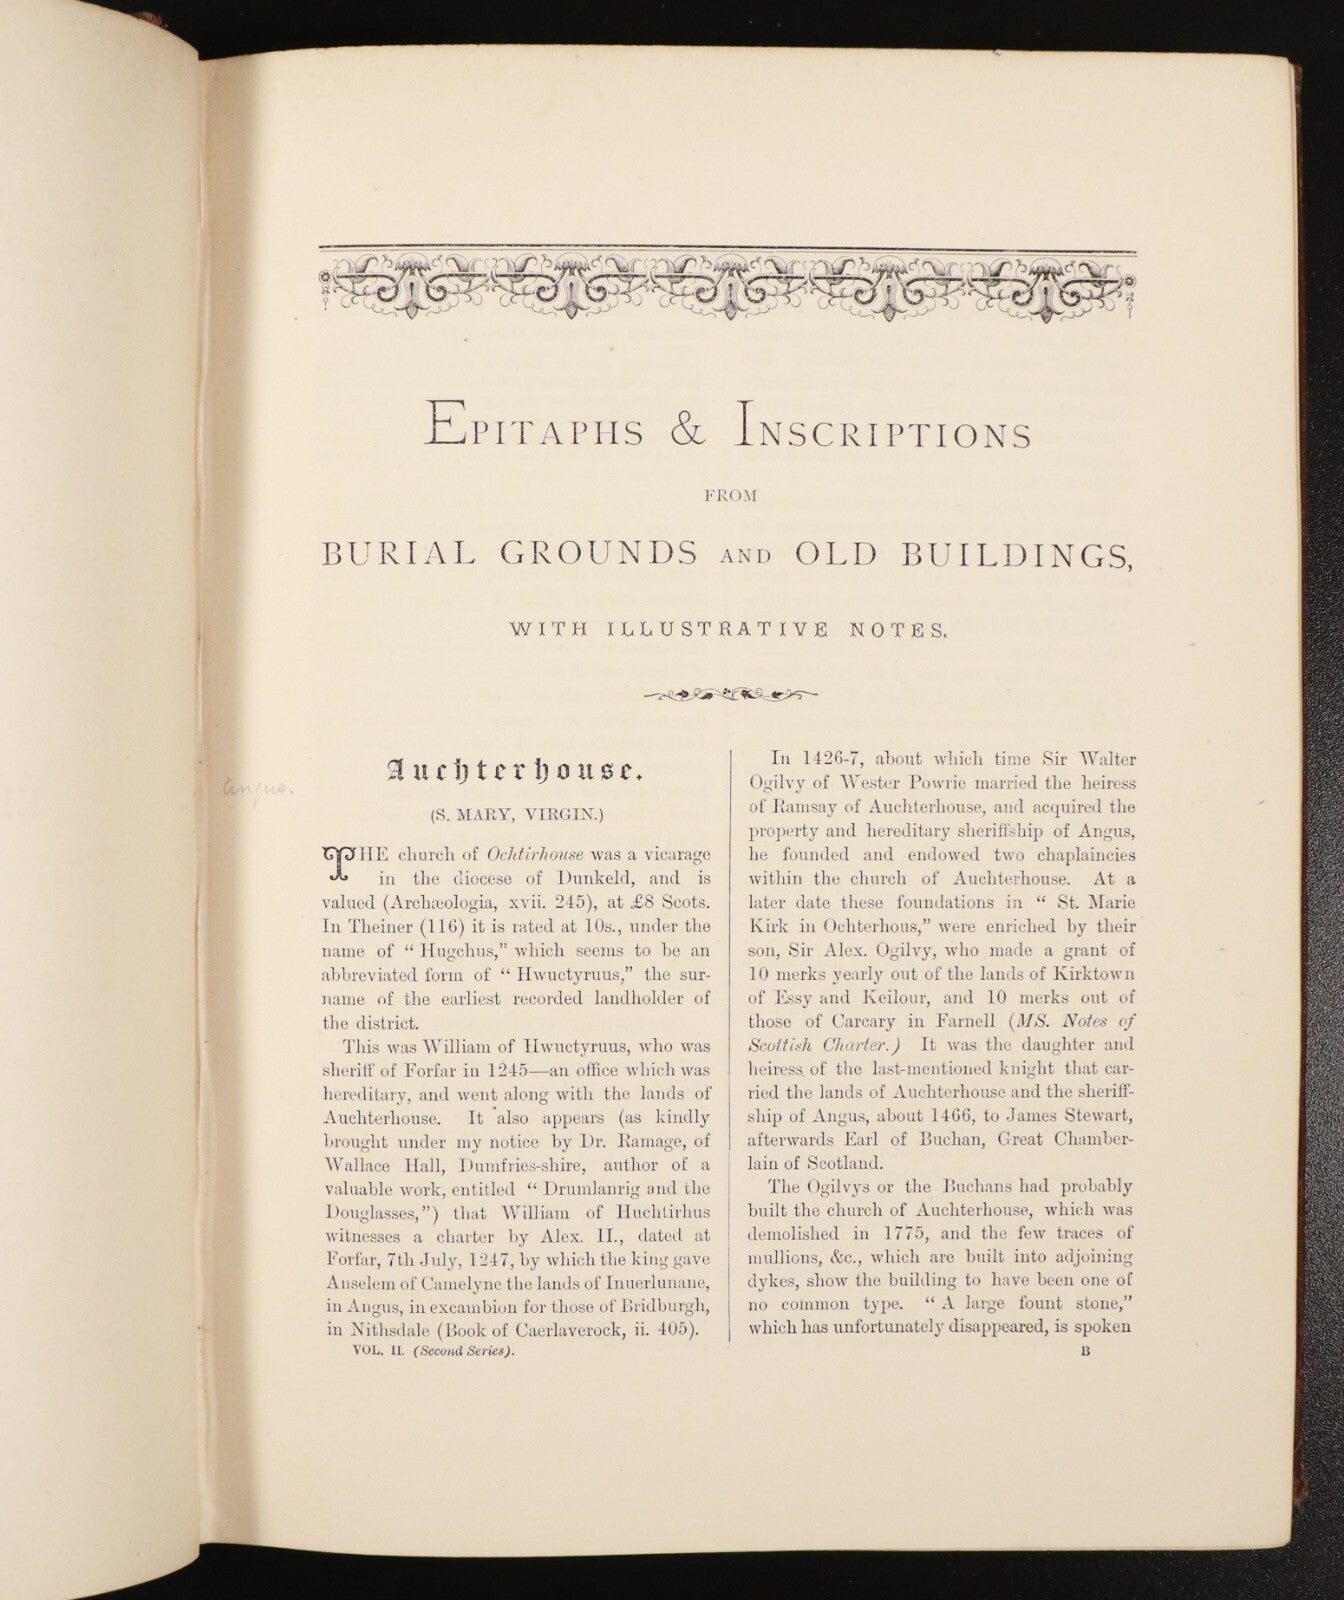 EPITAPHS & INSCRIPTIONS
FROM
BURIAL GROUNDS AND OLD BUILDINGS,
WITH ILLUSTRATIVE NOTES.
Angus.
Auchterhouse.
(S. MARY, VIRGIN.)
THE church of Ochtirhouse was a vicarage
in the diocese of Dunkeld, and is
valued (Archæologia, xvii. 245), at £8 Scots.
In Theiner (116) it is rated at 10s., under the
name of “ Hugchus,” which seems to be an
abbreviated form of “ Hwuctyruus,” the sur-
name of the earliest recorded landholder of
the district.
This was William of Hwuctyruus, who was
sheriff of Forfar in 1245—an office which was
hereditary, and went along with the lands of
Auchterhouse. It also appears (as kindly
brought under my notice by Dr. Ramage, of
Wallace Hall, Dumfries-shire, author of a
valuable work, entitled “ Drumlanrig and the
Douglasses,”) that William of Huchtirhus
witnesses a charter by Alex. II., dated at
Forfar, 7th July, 1247, by which the king gave
Anselem of Camelyne the lands of Inuerlunane,
in Angus, in excambion for those of Bridburgh,
in Nithsdale (Book of Caerlaverock, ii. 405).
VOL. II. (Second Series).
In 1426-7, about which time Sir Walter
Ogilvy of Wester Powrie married the heiress
of Ramsay of Auchterhouse, and acquired the
property and hereditary sheriffship of Angus,
he founded and endowed two chaplaincies
within the church of Auchterhouse. At a
later date these foundations in “ St. Marie
Kirk in Ochterhous,” were enriched by their
son, Sir Alex. Ogilvy, who made a grant of
10 merks yearly out of the lands of Kirktown
of Essy and Keilour, and 10 merks out of
those of Carcary in Farnell (MS. Notes of
Scottish Charter.) It was the daughter and
heiress of the last-mentioned knight that car-
ried the lands of Auchterhouse and the sheriff-
ship of Angus, about 1466, to James Stewart,
afterwards Earl of Buchan, Great Chamber-
lain of Scotland.
The Ogilvys or the Buchans had probably
built the church of Auchterhouse, which was
demolished in 1775, and the few traces of
mullions, &c., which are built into adjoining
dykes, show the building to have been one of
no common type. “ A large fount stone,”
which has unfortunately disappeared, is spoken
B